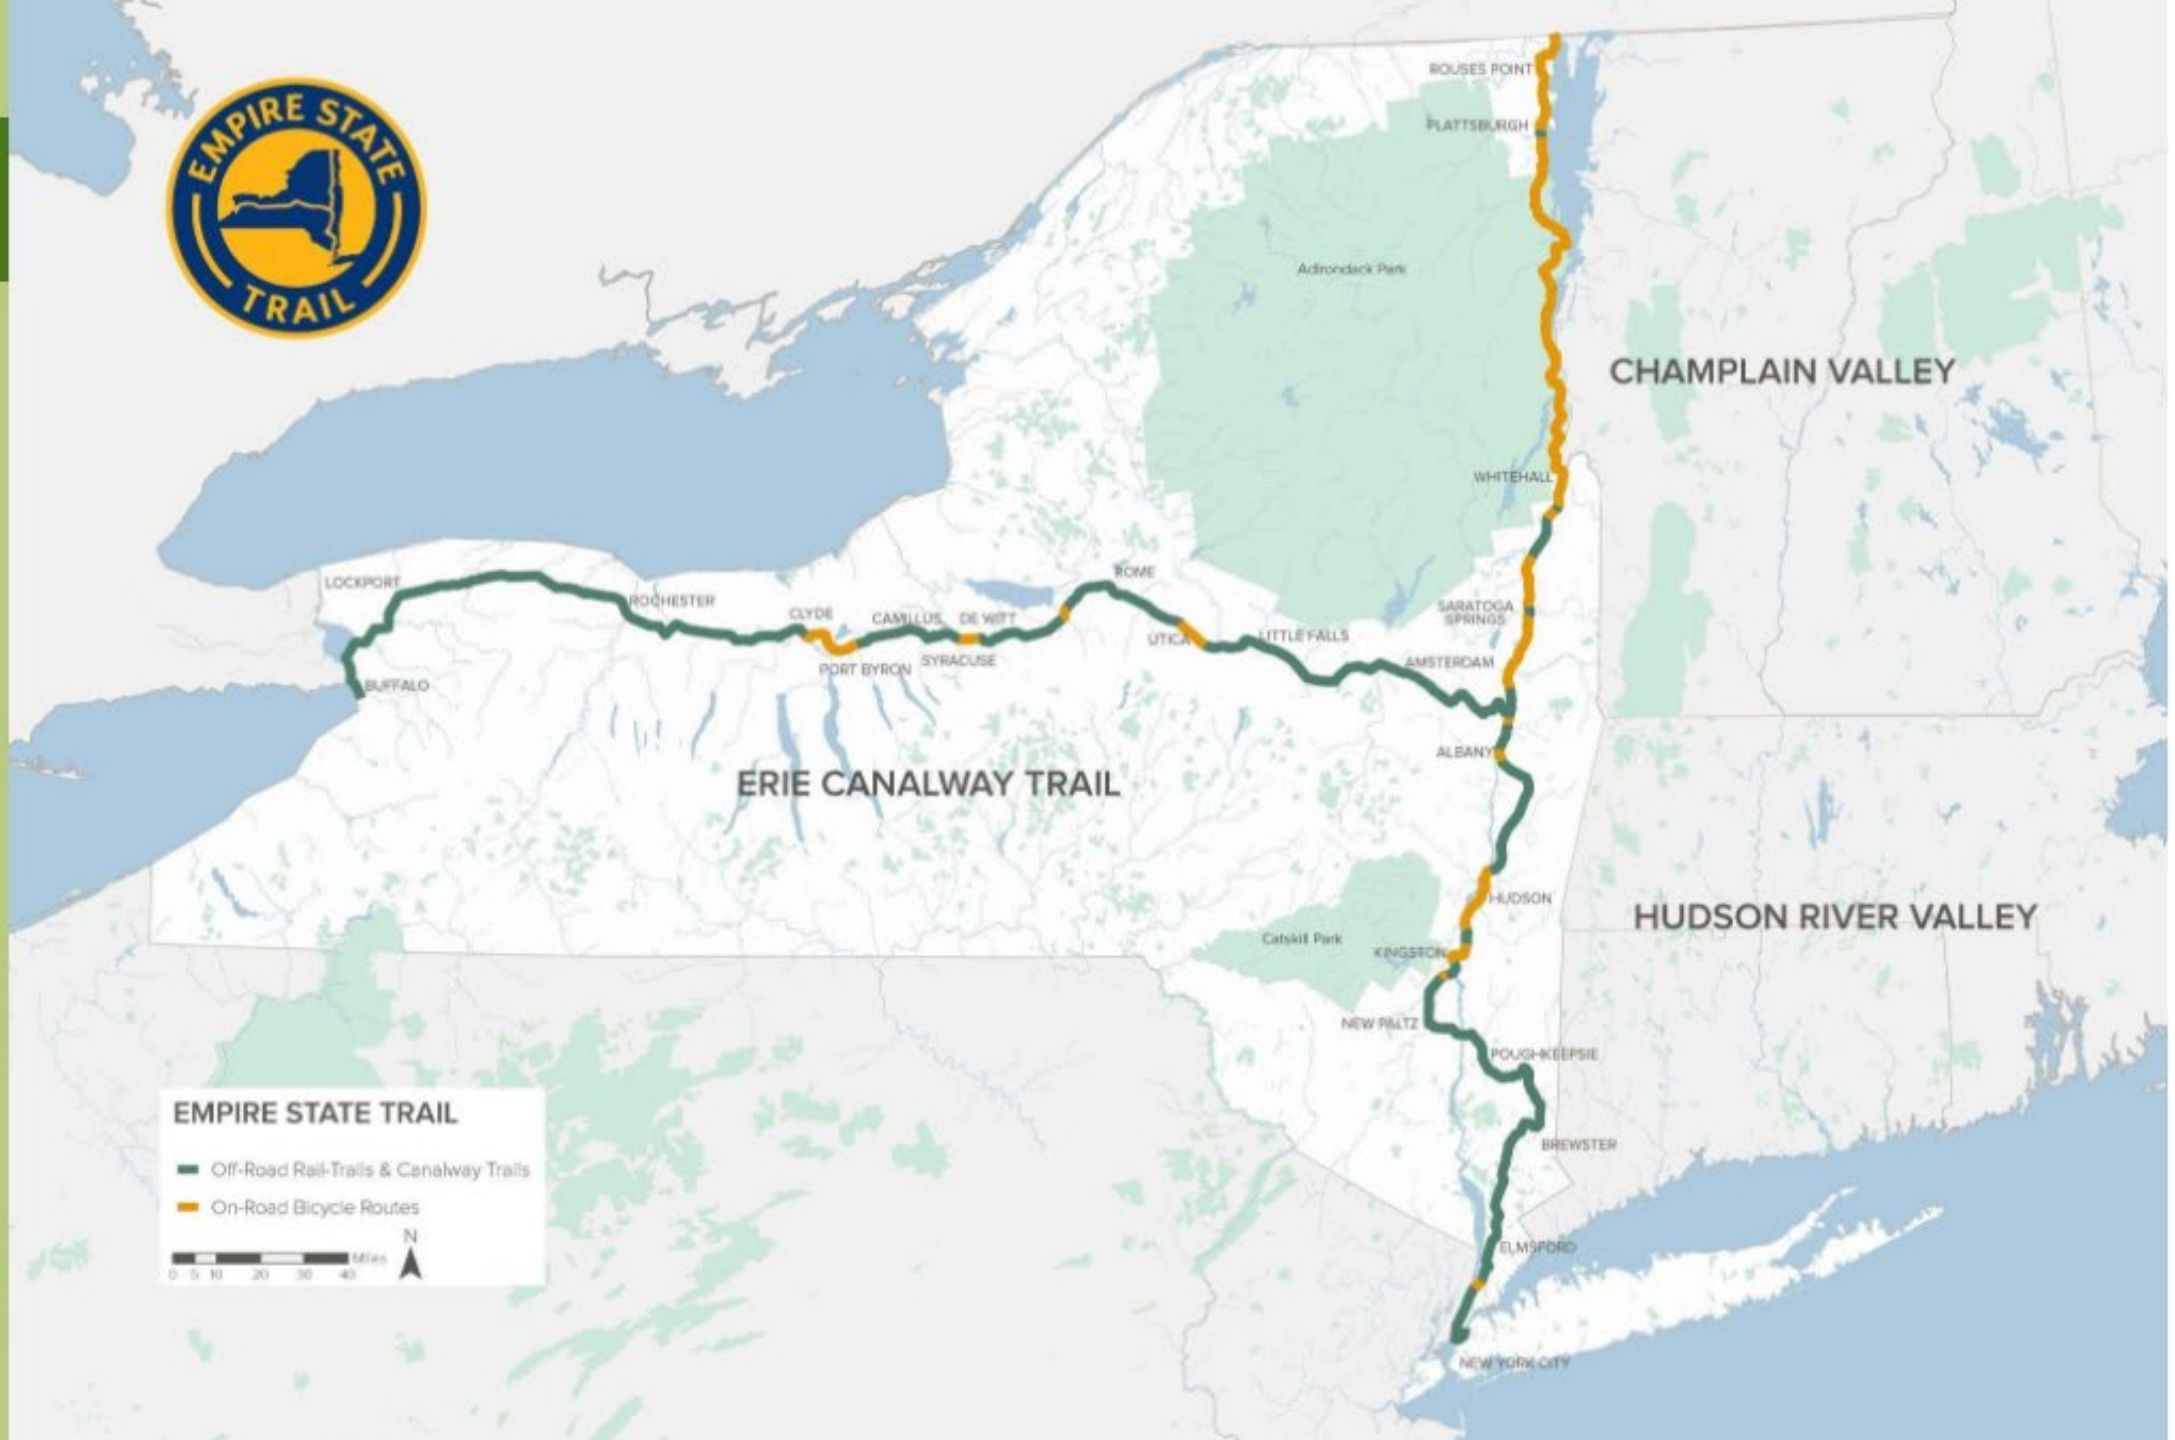 EMPIRE STATE
TRAIL
ROUSES POINT
PLATTSBURGH
Adirondack Park
CHAMPLAIN VALLEY
WHITEHALL
LOCKPORT
ROCHESTER
CLYDE
CAMILLUS
DE WITT
ROME
SARATOGA
SPRINGS
UTICA
LITTLE FALLS
PORT BYRON
SYRACUSE
AMSTERDAM
BUFFALO
ALBANY
ERIE CANALWAY TRAIL
HUDSON
HUDSON RIVER VALLEY
Catskill Park
KINGSTON
NEW PALTZ
POUGHKEEPSIE
BREWSTER
ELMSFORD
NEW YORK CITY
EMPIRE STATE TRAIL
Off-Road Rail-Trails & Canalway Trails
On-Road Bicycle Routes
N
Miles
0 5 10 20 30 40